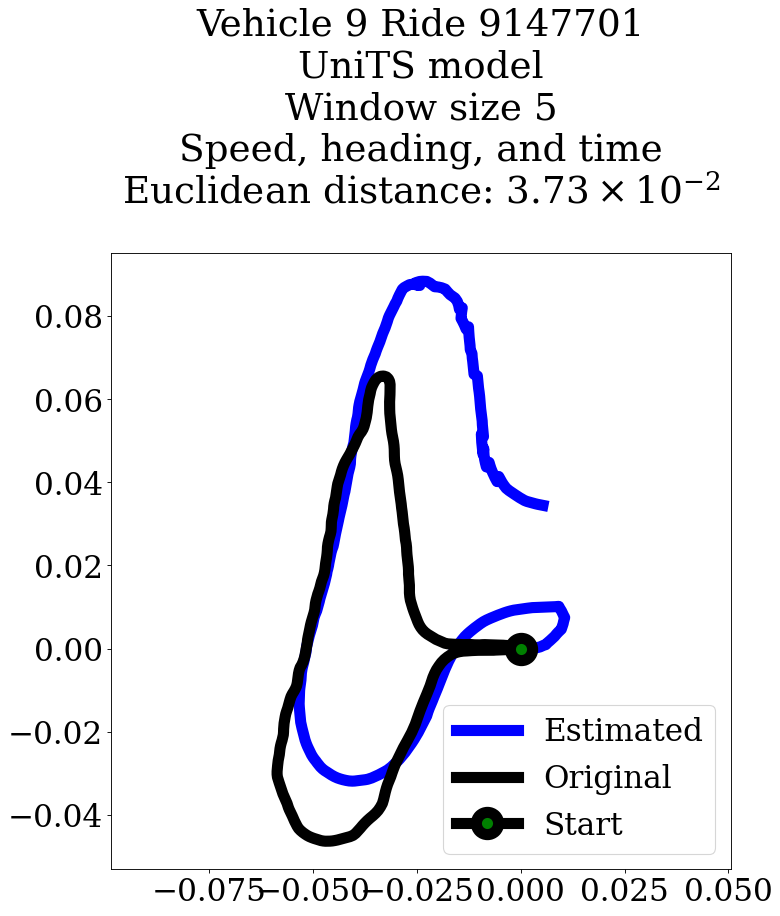 Vehicle 9 Ride 9147701
UniTS model
Window size 5
Speed, heading, and time
Euclidean distance: 3.73 × 10⁻²
0.08
0.06
0.04
0.02
0.00
−0.02
−0.04
Estimated
Original
Start
−0.075 −0.050 −0.025 0.000 0.025 0.050